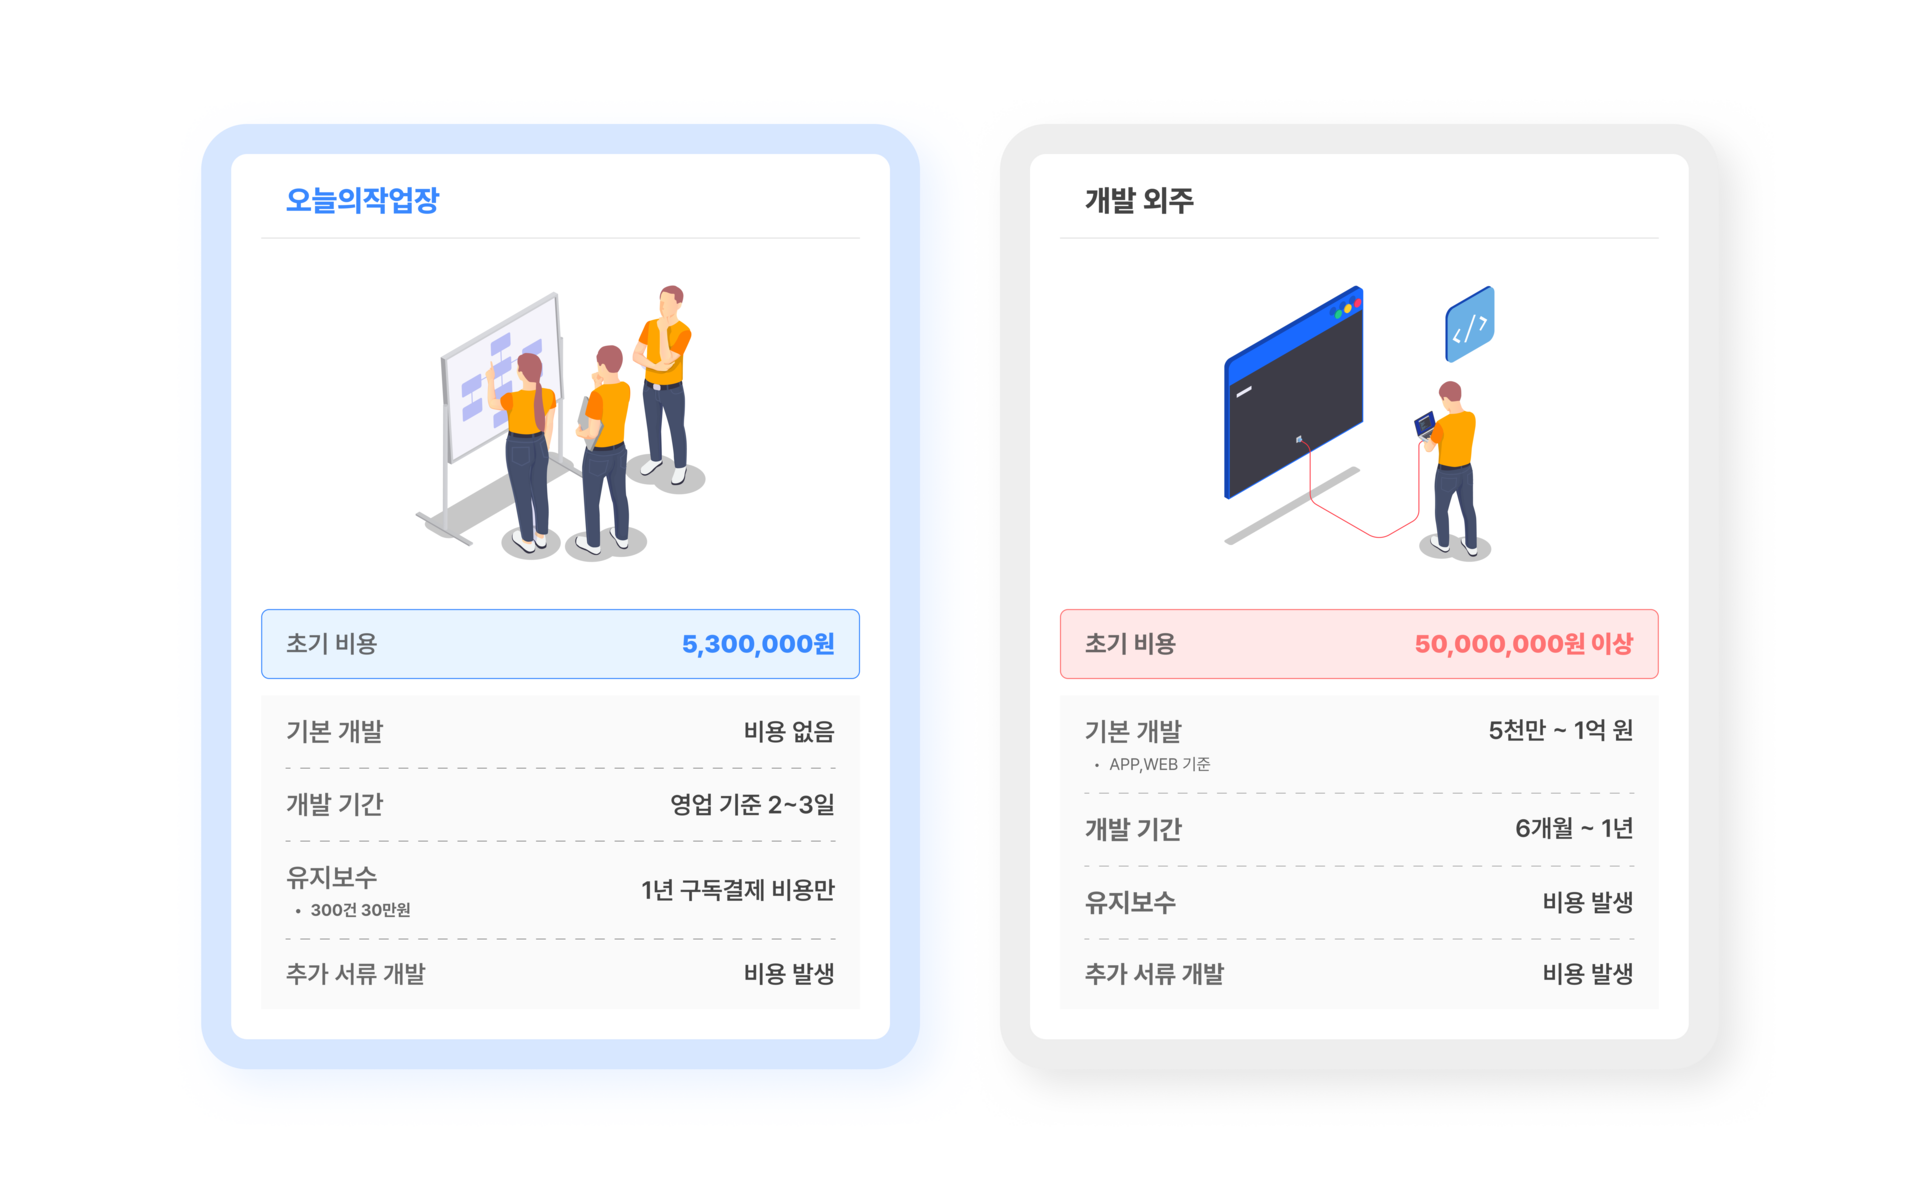 오늘의작업장
초기 비용 5,300,000원
기본 개발 비용 없음
개발 기간 영업 기준 2~3일
유지보수 1년 구독결제 비용만
• 300건 30만원
추가 서류 개발 비용 발생
개발 외주
</>
초기 비용 50,000,000원 이상
기본 개발 5천만 ~ 1억 원
• APP,WEB 기준
개발 기간 6개월 ~ 1년
유지보수 비용 발생
추가 서류 개발 비용 발생